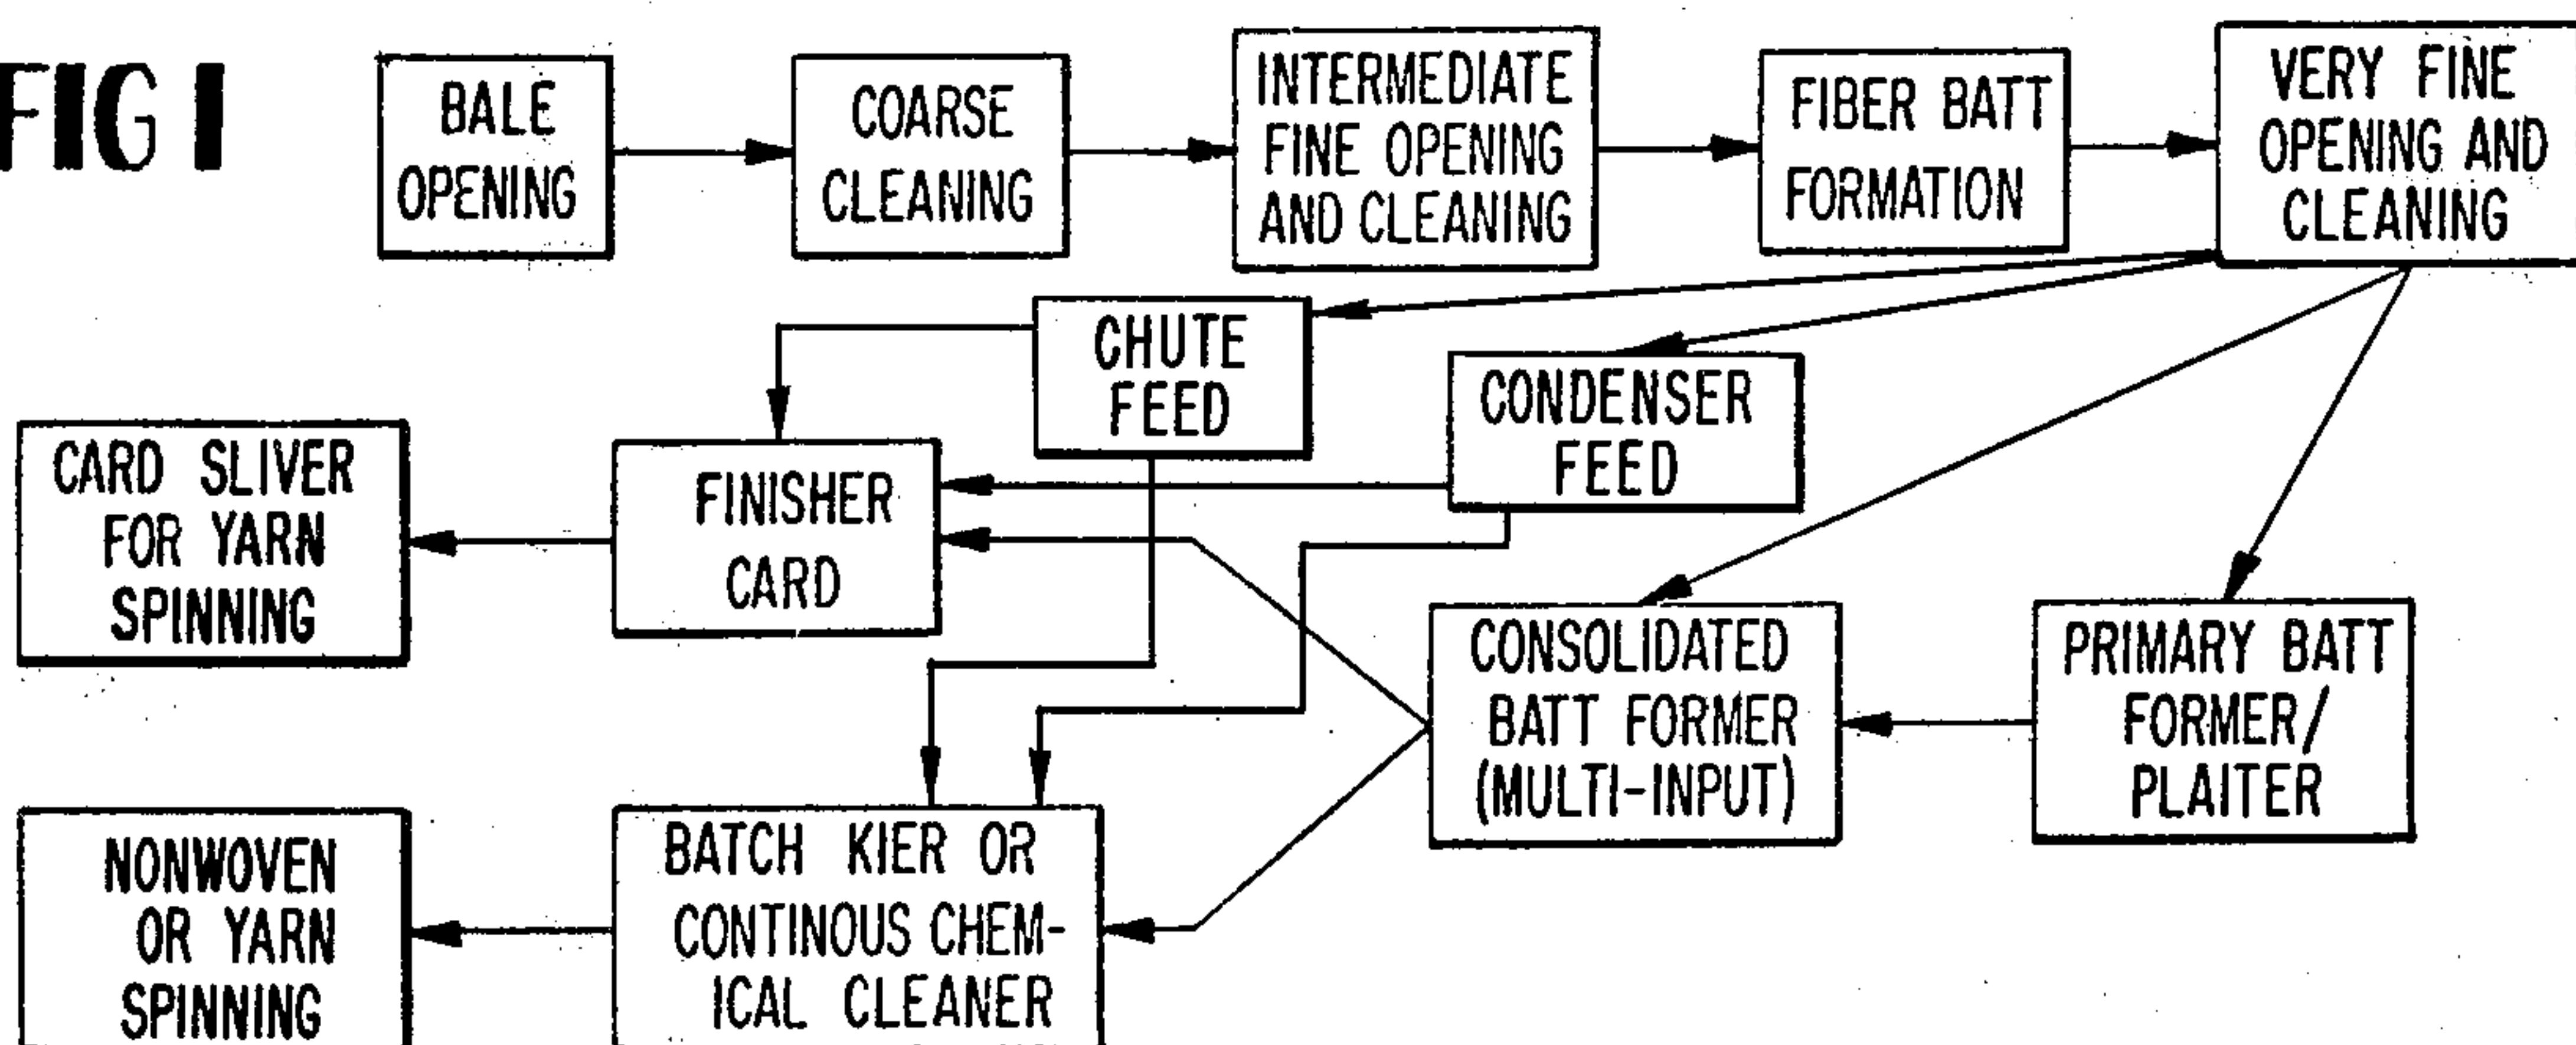 FIG 1
BALE
OPENING
COARSE
CLEANING
INTERMEDIATE
FINE OPENING
AND CLEANING
FIBER BATT
FORMATION
VERY FINE
OPENING AND
CLEANING
CHUTE
FEED
CONDENSER
FEED
CARD SLIVER
FOR YARN
SPINNING
FINISHER
CARD
CONSOLIDATED
BATT FORMER
(MULTI-INPUT)
PRIMARY BATT
FORMER/
PLAITER
NONWOVEN
OR YARN
SPINNING
BATCH KIER OR
CONTINOUS CHEM-
ICAL CLEANER